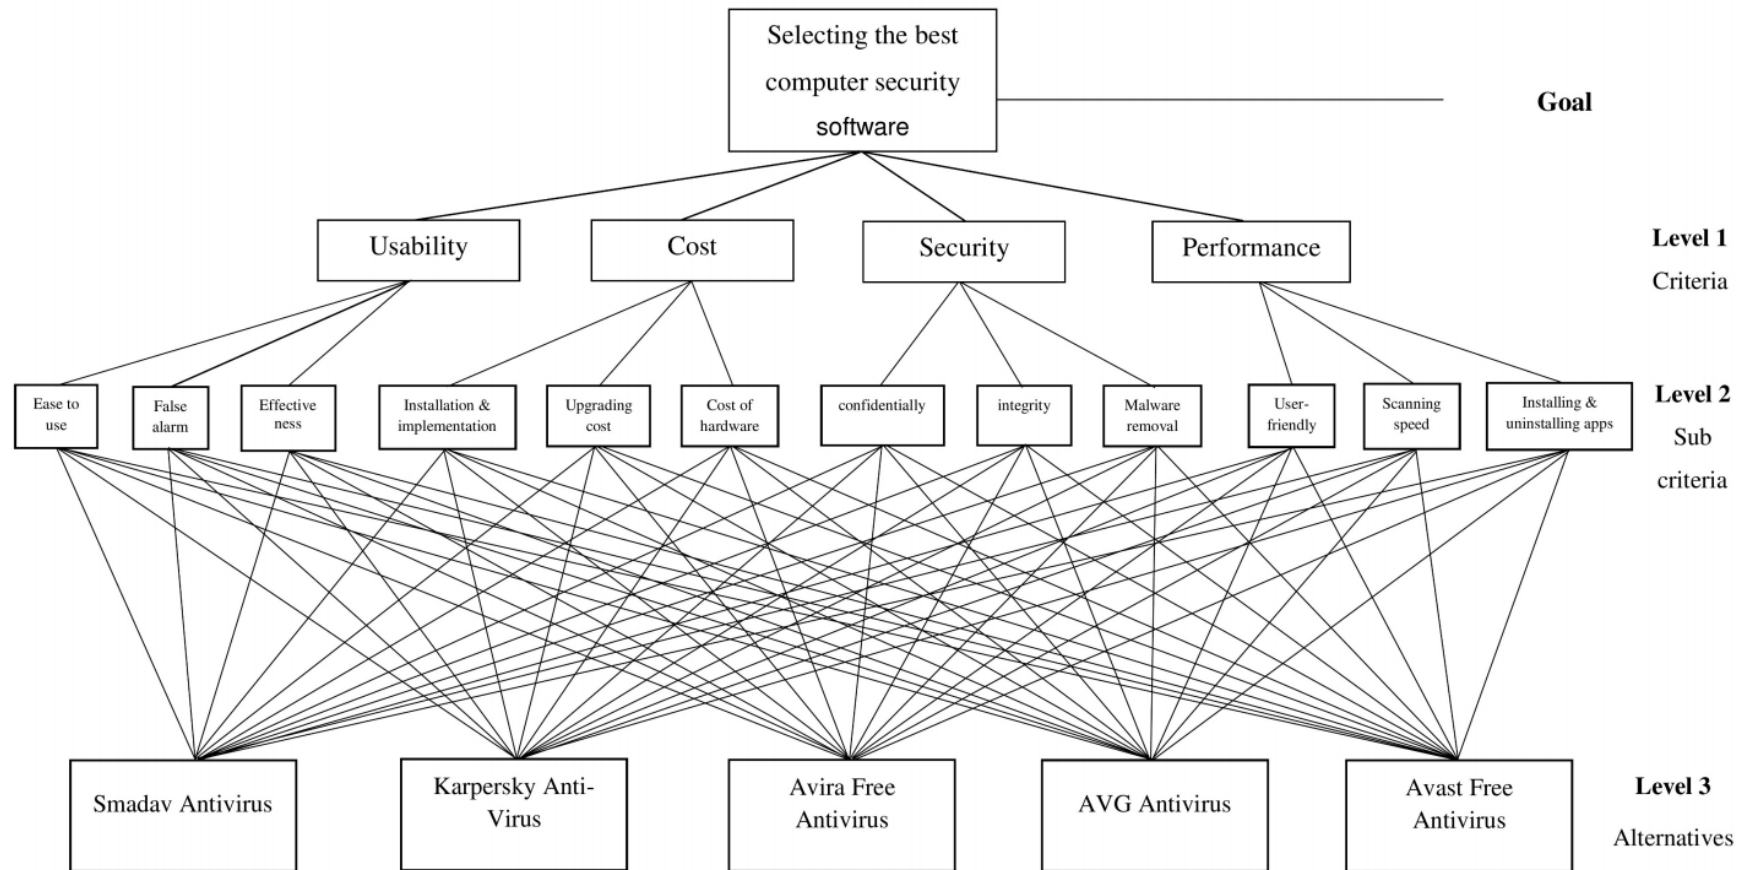 Selecting the best
computer security
software
Goal
Usability
Cost
Security
Performance
Level 1
Criteria
Ease to
use
False
alarm
Effective
ness
Installation &
implementation
Upgrading
cost
Cost of
hardware
confidentially
integrity
Malware
removal
User-
friendly
Scanning
speed
Installing &
uninstalling apps
Level 2
Sub
criteria
Smadav Antivirus
Karpersky Anti-
Virus
Avira Free
Antivirus
AVG Antivirus
Avast Free
Antivirus
Level 3
Alternatives